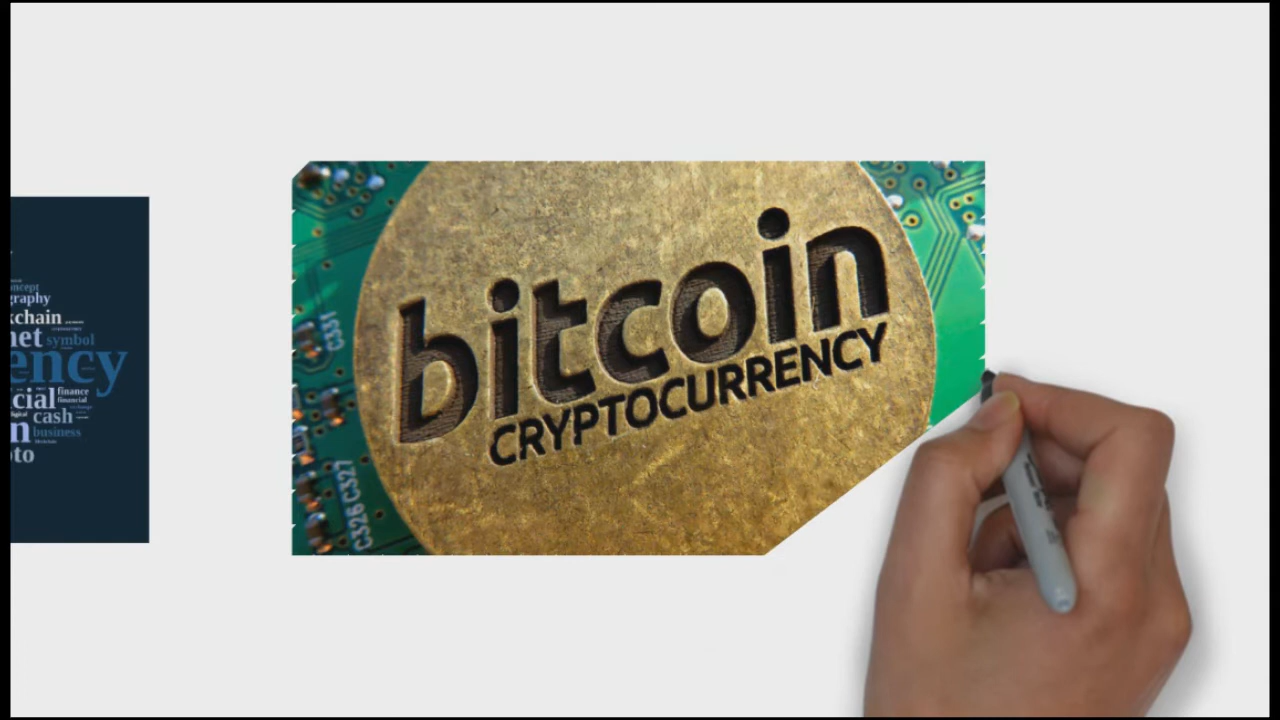 graphy
kchain
net symbol
ency
cial finance
financial
cash
n business
oto
bitcoin
CRYPTOCURRENCY
C331
C327
C326